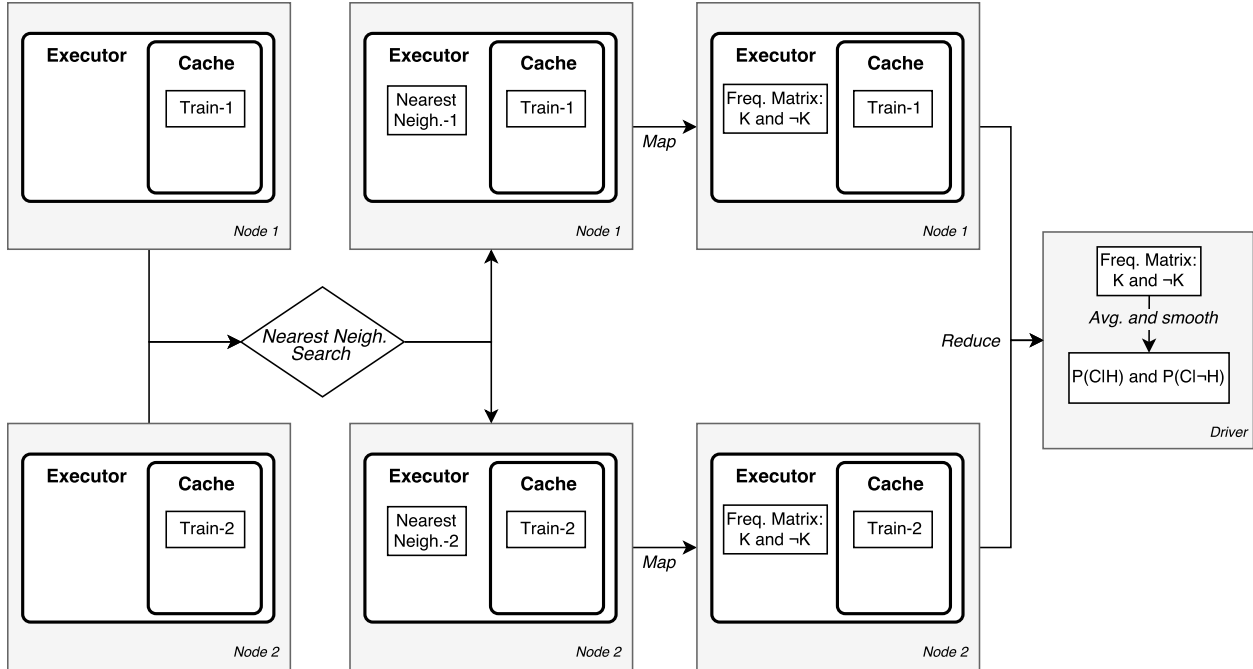 Executor
Cache
Train-1
Node 1
Executor
Cache
Nearest
Neigh.-1
Train-1
Node 1
Map
Executor
Cache
Freq. Matrix:
K and ¬K
Train-1
Node 1
Nearest Neigh.
Search
Reduce
Freq. Matrix:
K and ¬K
Avg. and smooth
P(C|H) and P(C|¬H)
Driver
Executor
Cache
Train-2
Node 2
Executor
Cache
Nearest
Neigh.-2
Train-2
Node 2
Map
Executor
Cache
Freq. Matrix:
K and ¬K
Train-2
Node 2